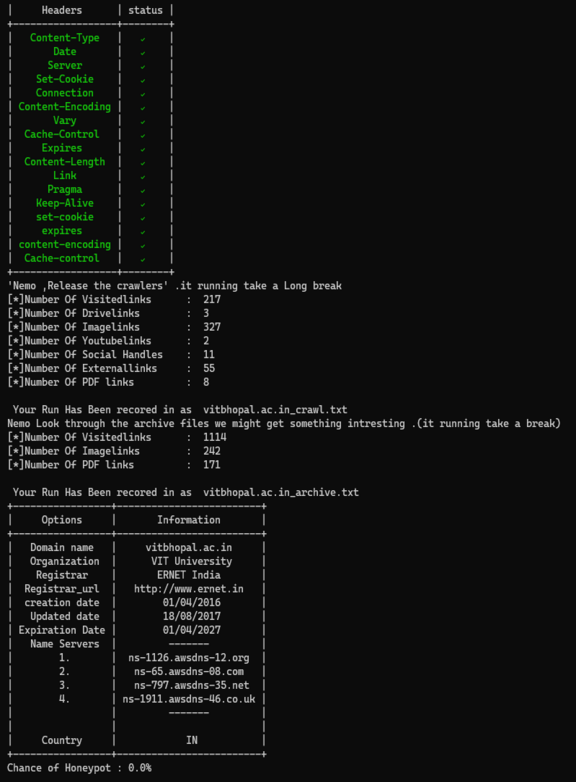 |     Headers      | status |
+------------------+--------+
|   Content-Type   |   ✓    |
|       Date       |   ✓    |
|      Server      |   ✓    |
|    Set-Cookie    |   ✓    |
|    Connection    |   ✓    |
| Content-Encoding |   ✓    |
|       Vary       |   ✓    |
|  Cache-Control   |   ✓    |
|     Expires      |   ✓    |
|  Content-Length  |   ✓    |
|       Link       |   ✓    |
|      Pragma      |   ✓    |
|    Keep-Alive    |   ✓    |
|    set-cookie    |   ✓    |
|     expires      |   ✓    |
| content-encoding |   ✓    |
|  Cache-control   |   ✓    |
+------------------+--------+
'Nemo ,Release the crawlers' .it running take a Long break
[*]Number Of Visitedlinks      :  217
[*]Number Of Drivelinks        :  3
[*]Number Of Imagelinks        :  327
[*]Number Of Youtubelinks      :  2
[*]Number Of Social Handles    :  11
[*]Number Of Externallinks     :  55
[*]Number Of PDF links         :  8
Your Run Has Been recored in as  vitbhopal.ac.in_crawl.txt
Nemo Look through the archive files we might get something intresting .(it running take a break)
[*]Number Of Visitedlinks      :  1114
[*]Number Of Imagelinks        :  242
[*]Number Of PDF links         :  171
Your Run Has Been recored in as  vitbhopal.ac.in_archive.txt
+-----------------+-------------------------+
|     Options     |       Information       |
+-----------------+-------------------------+
|   Domain name   |     vitbhopal.ac.in     |
|   Organization  |      VIT University     |
|    Registrar    |       ERNET India       |
|  Registrar_url  |   http://www.ernet.in   |
|  creation date  |        01/04/2016       |
|   Updated date  |        18/08/2017       |
| Expiration Date |        01/04/2027       |
|   Name Servers  |         -------         |
|        1.       |  ns-1126.awsdns-12.org  |
|        2.       |   ns-65.awsdns-08.com   |
|        3.       |   ns-797.awsdns-35.net  |
|        4.       | ns-1911.awsdns-46.co.uk |
|                 |         -------         |
|                 |                         |
|     Country     |            IN           |
+-----------------+-------------------------+
Chance of Honeypot : 0.0%